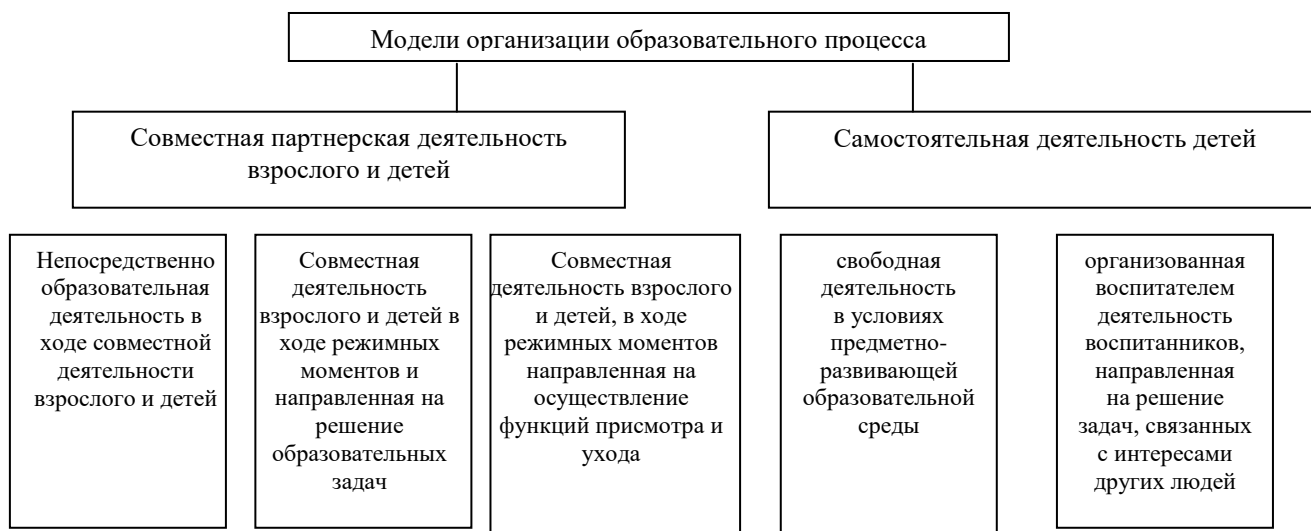 Модели организации образовательного процесса
Совместная партнерская деятельность
взрослого и детей
Самостоятельная деятельность детей
Непосредственно
образовательная
деятельность в
ходе совместной
деятельности
взрослого и детей
Совместная
деятельность
взрослого и детей в
ходе режимных
моментов и
направленная на
решение
образовательных
задач
Совместная
деятельность взрослого
и детей, в ходе
режимных моментов
направленная на
осуществление
функций присмотра и
ухода
свободная
деятельность
в условиях
предметно-
развивающей
образовательной
среды
организованная
воспитателем
деятельность
воспитанников,
направленная
на решение
задач, связанных
с интересами
других людей